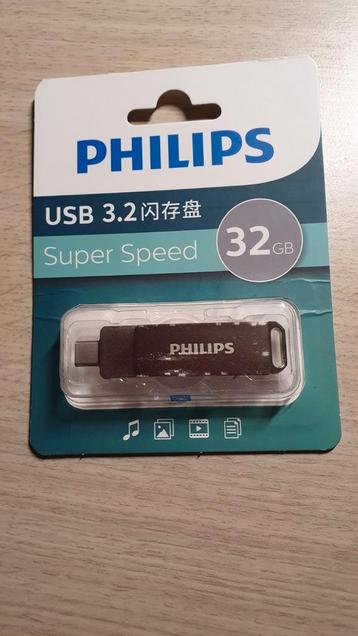 PHILIPS
USB 3.2闪存盘
Super Speed
32GB
PHILIPS